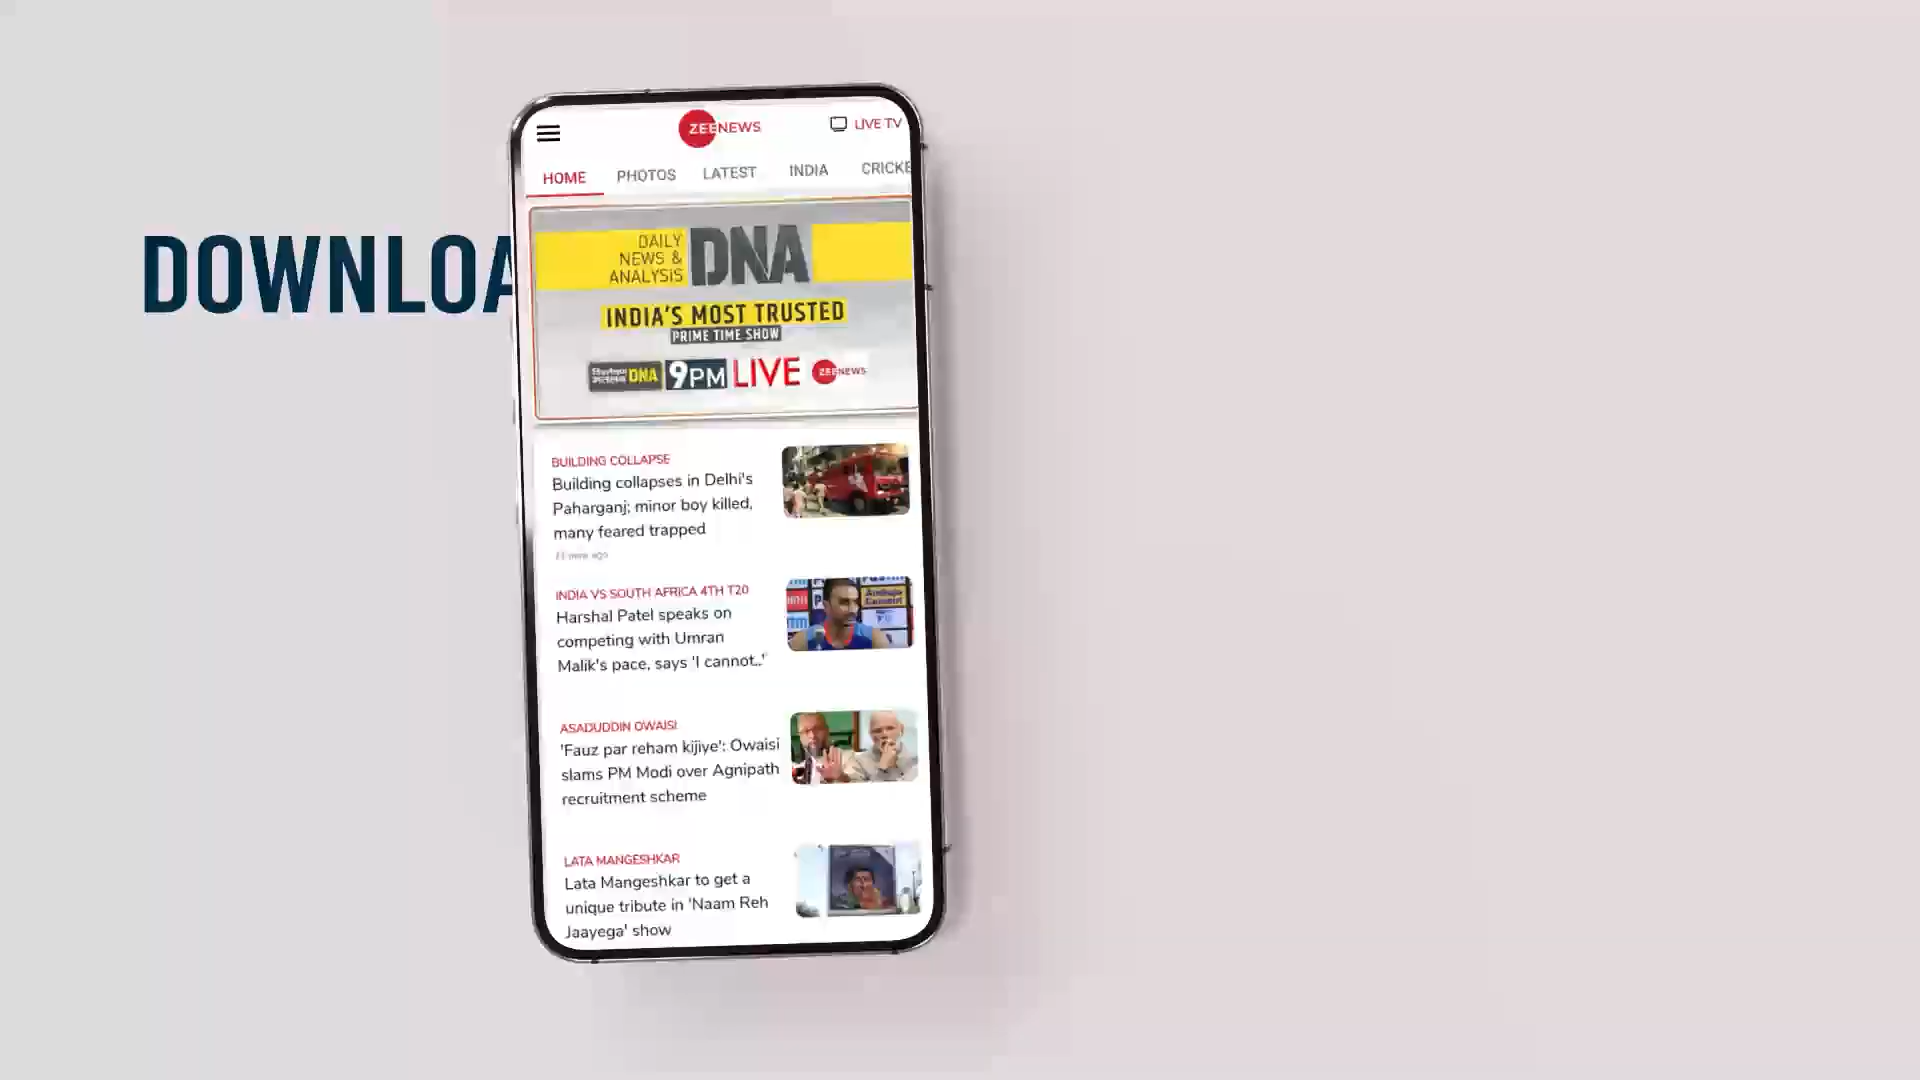 DOWNLOA
ZEENEWS
LIVE TV
HOME PHOTOS LATEST INDIA CRICKE
DAILY
NEWS &
ANALYSIS
DNA
INDIA'S MOST TRUSTED
PRIME TIME SHOW
DNA 9PM LIVE ZEENEWS
BUILDING COLLAPSE
Building collapses in Delhi's
Paharganj; minor boy killed,
many feared trapped
INDIA VS SOUTH AFRICA 4TH T20
Harshal Patel speaks on
competing with Umran
Malik's pace, says 'I cannot..'
ASADUDDIN OWAISI
'Fauz par reham kijiye': Owaisi
slams PM Modi over Agnipath
recruitment scheme
LATA MANGESHKAR
Lata Mangeshkar to get a
unique tribute in 'Naam Reh
Jaayega' show